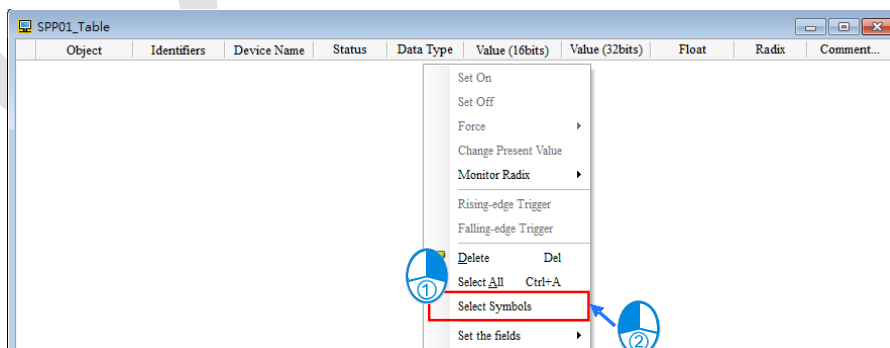 SPP01_Table
Object Identifiers Device Name Status Data Type Value (16bits) Value (32bits) Float Radix Comment...
Set On
Set Off
Force
Change Present Value
Monitor Radix
Rising-edge Trigger
Falling-edge Trigger
Delete Del
Select All Ctrl+A
①
Select Symbols
Set the fields
②